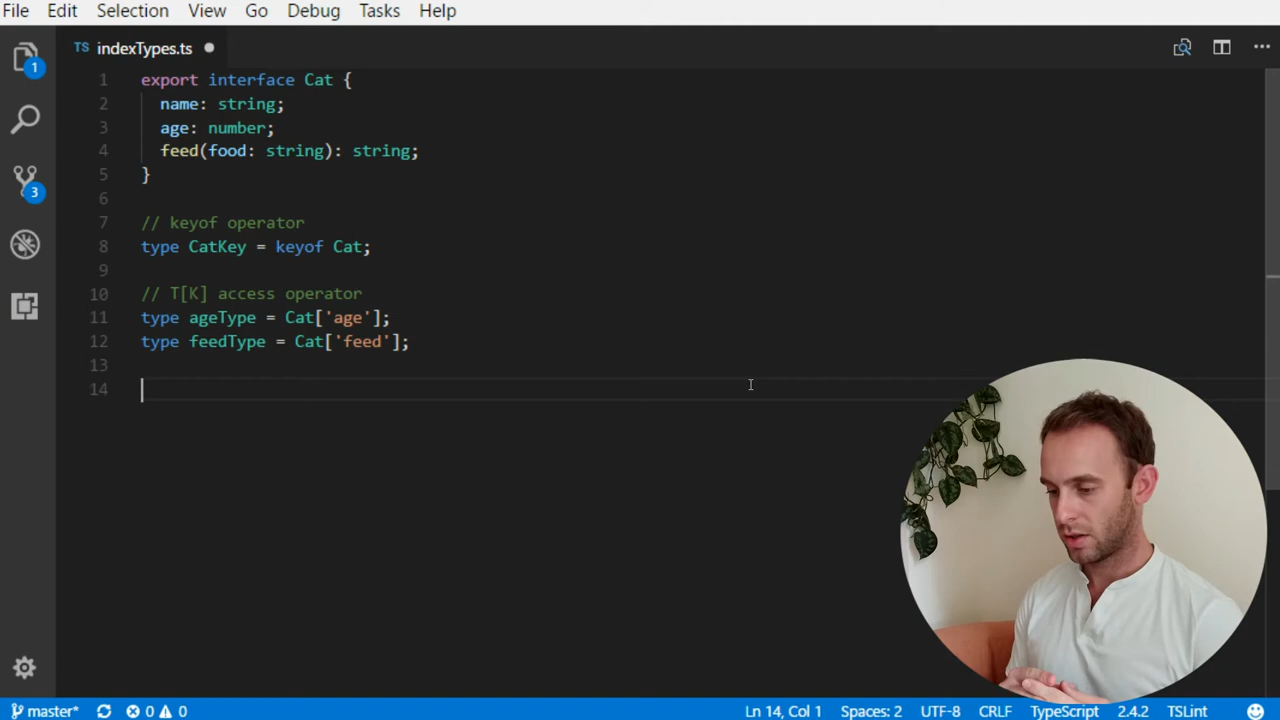 File Edit Selection View Go Debug Tasks Help
TS indexTypes.ts
1 export interface Cat {
2 name: string;
3 age: number;
4 feed(food: string): string;
5 }
6
7 // keyof operator
8 type CatKey = keyof Cat;
9
10 // T[K] access operator
11 type ageType = Cat['age'];
12 type feedType = Cat['feed'];
13
14
1
3
master* 0 0 Ln 14, Col 1 Spaces: 2 UTF-8 CRLF TypeScript 2.4.2 TSLint